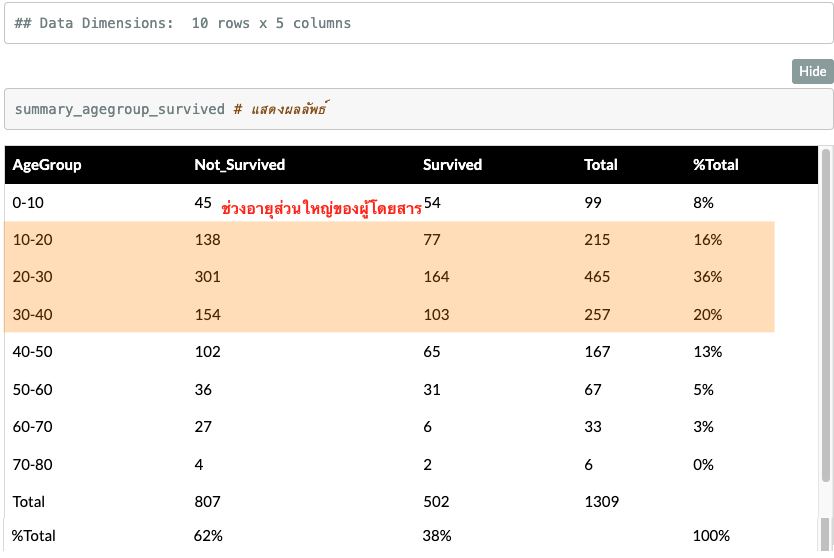 ## Data Dimensions:  10 rows x 5 columns
Hide
summary_agegroup_survived # แสดงผลลัพธ์
AgeGroup Not_Survived Survived Total %Total
0-10 45 54 99 8%
ช่วงอายุส่วนใหญ่ของผู้โดยสาร
10-20 138 77 215 16%
20-30 301 164 465 36%
30-40 154 103 257 20%
40-50 102 65 167 13%
50-60 36 31 67 5%
60-70 27 6 33 3%
70-80 4 2 6 0%
Total 807 502 1309
%Total 62% 38% 100%